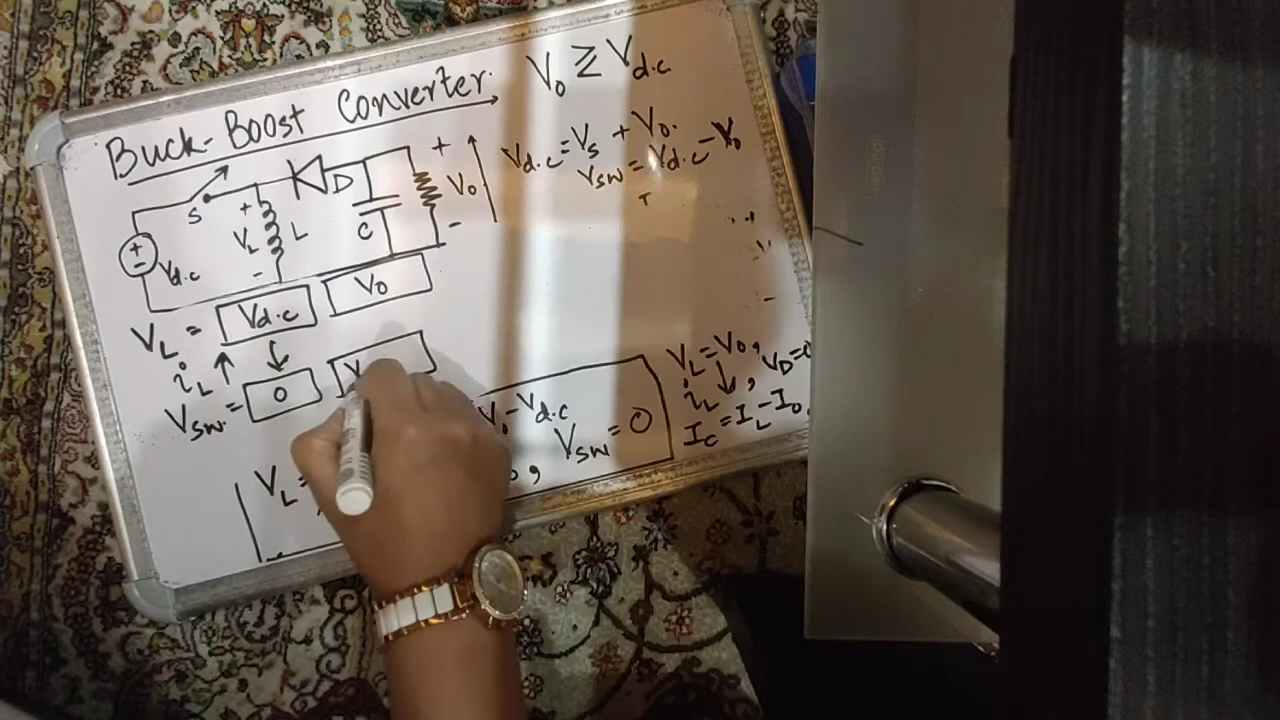 Buck-Boost Converter.
V₀ ≷ Vd.c
Vd.c = Vs + V₀.
Vsw = Vd.c - V₀
S
D
+
V₀
-
C
+
VL
-
L
+
-
Vd.c
VL = Vd.c V₀
iL ↑ ↓
Vsw. = 0 V
V₀ - Vd.c
VL =
Vsw = 0
VL = V₀, VD = 0
iL ↓,
IC = IL - I₀,